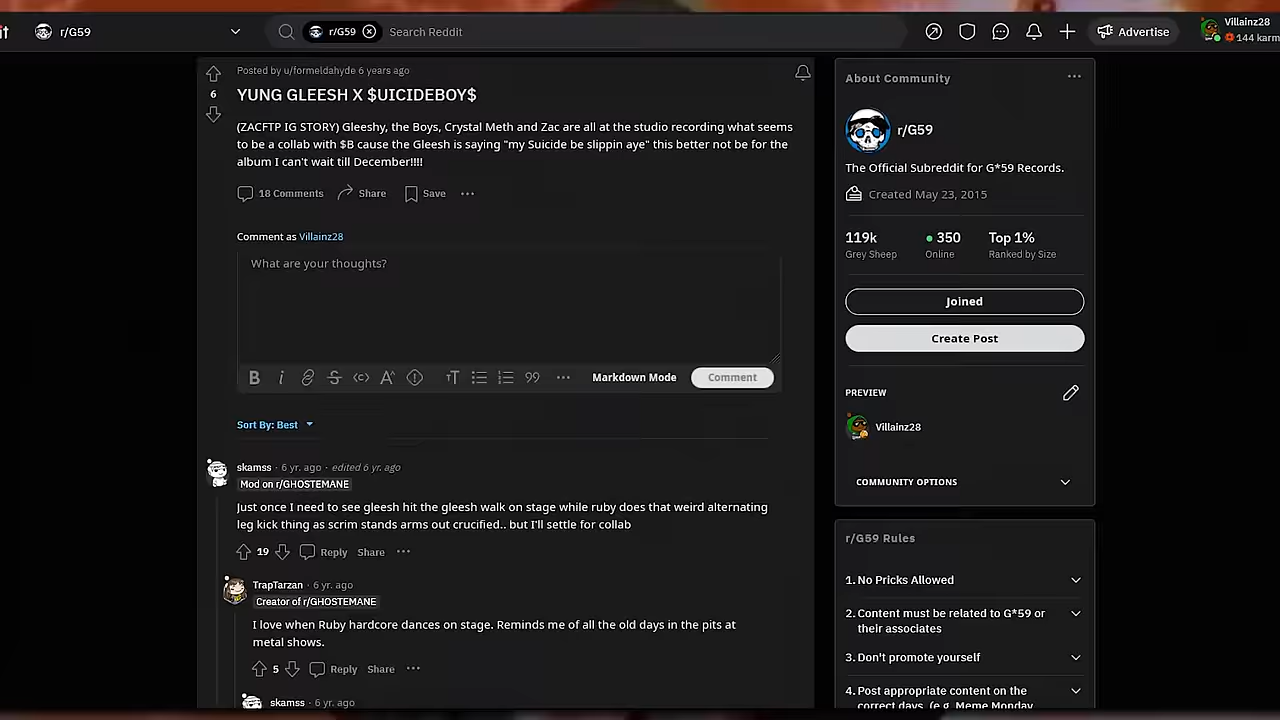 it r/G59 r/G59 Search Reddit Advertise Villainz28
144 karm
Posted by u/formeldahyde 6 years ago
6
YUNG GLEESH X $UICIDEBOY$
(ZACFTP IG STORY) Gleeshy, the Boys, Crystal Meth and Zac are all at the studio recording what seems
to be a collab with $B cause the Gleesh is saying "my Suicide be slippin aye" this better not be for the
album I can't wait till December!!!!
18 Comments Share Save
Comment as Villainz28
What are your thoughts?
Markdown Mode Comment
Sort By: Best
skamss · 6 yr. ago · edited 6 yr. ago
Mod on r/GHOSTEMANE
Just once I need to see gleesh hit the gleesh walk on stage while ruby does that weird alternating
leg kick thing as scrim stands arms out crucified.. but I'll settle for collab
19 Reply Share
TrapTarzan · 6 yr. ago
Creator of r/GHOSTEMANE
I love when Ruby hardcore dances on stage. Reminds me of all the old days in the pits at
metal shows.
5 Reply Share
skamss · 6 yr. ago
About Community
r/G59
The Official Subreddit for G*59 Records.
Created May 23, 2015
119k 350 Top 1%
Grey Sheep Online Ranked by Size
Joined
Create Post
PREVIEW
Villainz28
COMMUNITY OPTIONS
r/G59 Rules
1. No Pricks Allowed
2. Content must be related to G*59 or
their associates
3. Don't promote yourself
4. Post appropriate content on the
correct days. (e.g. Meme Monday